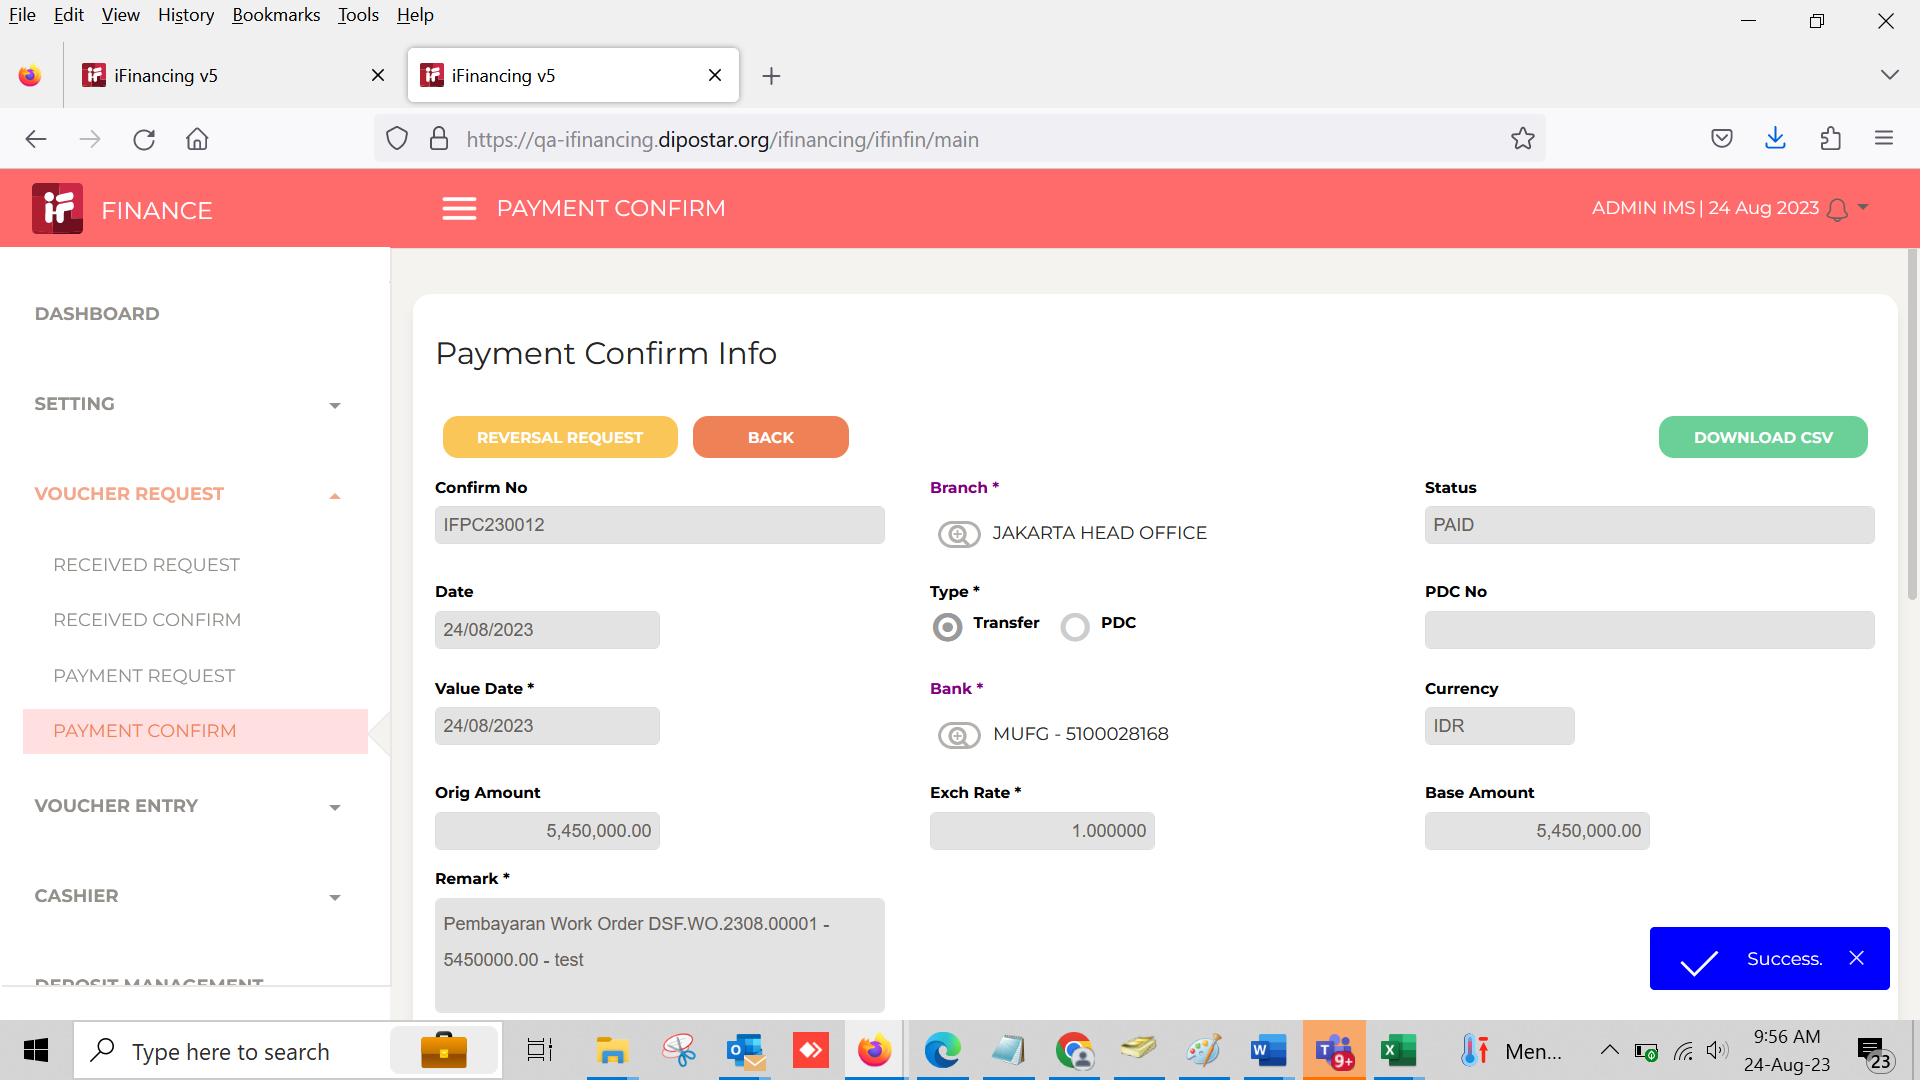 File Edit View History Bookmarks Tools Help
iFinancing v5
iFinancing v5
https://qa-ifinancing.dipostar.org/ifinancing/ifinfin/main
iF FINANCE
PAYMENT CONFIRM
ADMIN IMS | 24 Aug 2023
DASHBOARD
SETTING
VOUCHER REQUEST
RECEIVED REQUEST
RECEIVED CONFIRM
PAYMENT REQUEST
PAYMENT CONFIRM
VOUCHER ENTRY
CASHIER
DEPOSIT MANAGEMENT
Payment Confirm Info
REVERSAL REQUEST BACK DOWNLOAD CSV
Confirm No Branch * Status
IFPC230012 JAKARTA HEAD OFFICE PAID
Date Type * PDC No
24/08/2023 Transfer PDC
Value Date * Bank * Currency
24/08/2023 MUFG - 5100028168 IDR
Orig Amount Exch Rate * Base Amount
5,450,000.00 1.000000 5,450,000.00
Remark *
Pembayaran Work Order DSF.WO.2308.00001 -
5450000.00 - test
Success.
Type here to search
9+
Men...
9:56 AM
24-Aug-23
23